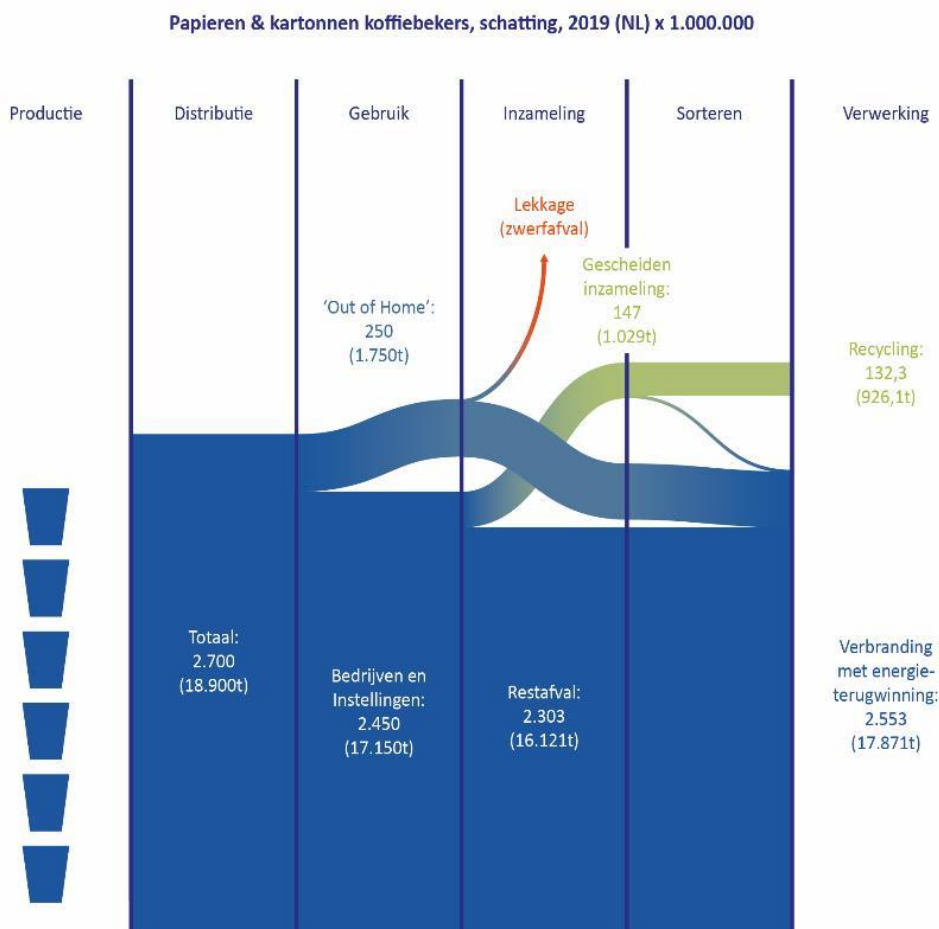 Papieren & kartonnen koffiebekers, schatting, 2019 (NL) x 1.000.000
Productie
Distributie
Gebruik
Inzameling
Sorteren
Verwerking
Lekkage
(zwerfafval)
Gescheiden
inzameling:
147
(1.029t)
‘Out of Home’:
250
(1.750t)
Recycling:
132,3
(926,1t)
Totaal:
2.700
(18.900t)
Bedrijven en
Instellingen:
2.450
(17.150t)
Restafval:
2.303
(16.121t)
Verbranding
met energie-
terugwinning:
2.553
(17.871t)